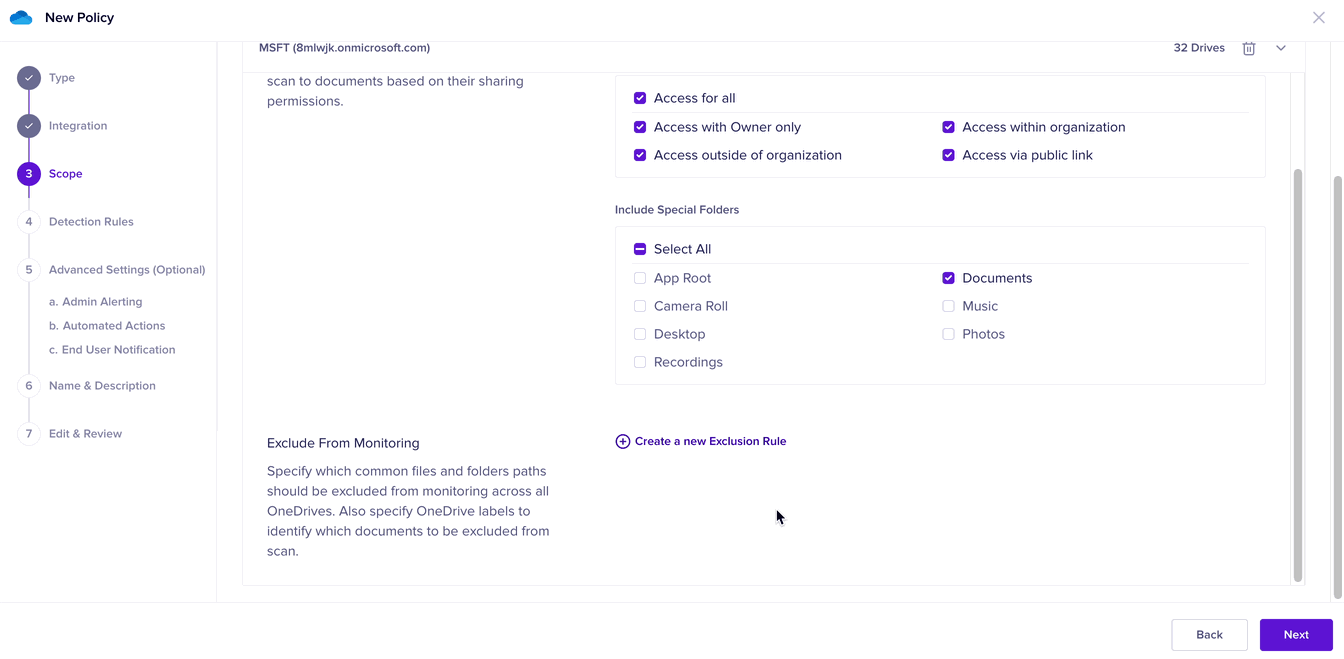 New Policy
MSFT (8mlwjk.onmicrosoft.com)
32 Drives
Type
Integration
3 Scope
4 Detection Rules
5 Advanced Settings (Optional)
a. Admin Alerting
b. Automated Actions
c. End User Notification
6 Name & Description
7 Edit & Review
scan to documents based on their sharing
permissions.
Access for all
Access with Owner only
Access within organization
Access outside of organization
Access via public link
Include Special Folders
Select All
App Root
Documents
Camera Roll
Music
Desktop
Photos
Recordings
Exclude From Monitoring
Specify which common files and folders paths
should be excluded from monitoring across all
OneDrives. Also specify OneDrive labels to
identify which documents to be excluded from
scan.
Create a new Exclusion Rule
Back
Next